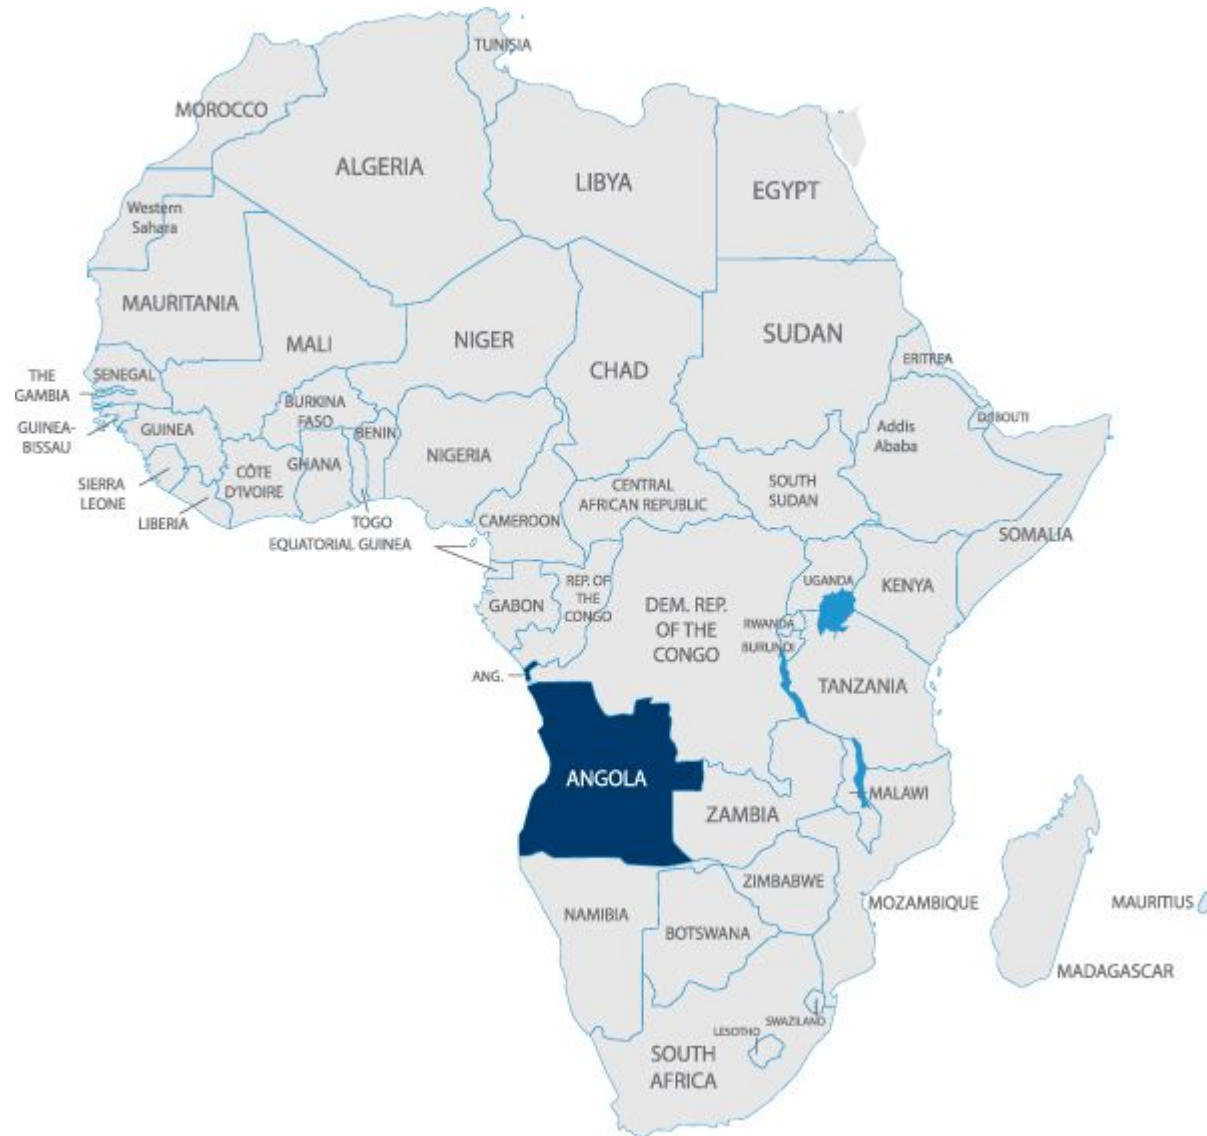 TUNISIA
MOROCCO
ALGERIA
LIBYA
EGYPT
Western
Sahara
MAURITANIA
MALI
NIGER
CHAD
SUDAN
ERITREA
THE
GAMBIA
SENEGAL
GUINEA-
BISSAU
GUINEA
BURKINA
FASO
BENIN
NIGERIA
DJIBOUTI
Addis
Ababa
SIERRA
LEONE
LIBERIA
CÔTE
D'IVOIRE
GHANA
TOGO
CAMEROON
CENTRAL
AFRICAN REPUBLIC
SOUTH
SUDAN
SOMALIA
EQUATORIAL GUINEA
GABON
REP. OF
THE
CONGO
DEM. REP.
OF THE
CONGO
UGANDA
KENYA
RWANDA
BURUNDI
TANZANIA
ANG.
ANGOLA
ZAMBIA
MALAWI
ZIMBABWE
MOZAMBIQUE
MAURITIUS
NAMIBIA
BOTSWANA
MADAGASCAR
SWAZILAND
LESOTHO
SOUTH
AFRICA